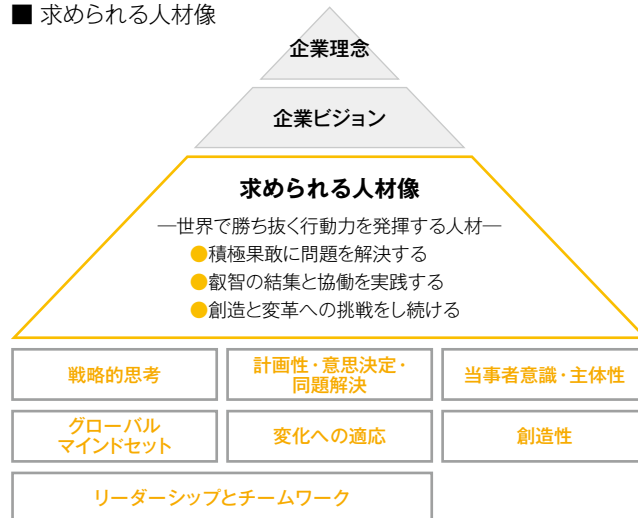 ■ 求められる人材像
企業理念
企業ビジョン
求められる人材像
―世界で勝ち抜く行動力を発揮する人材―
●積極果敢に問題を解決する
●叡智の結集と協働を実践する
●創造と変革への挑戦をし続ける
戦略的思考
計画性・意思決定・
同題解決
当事者意識・主体性
グローバル
マインドセット
変化への適応
創造性
リーダーシップとチームワーク